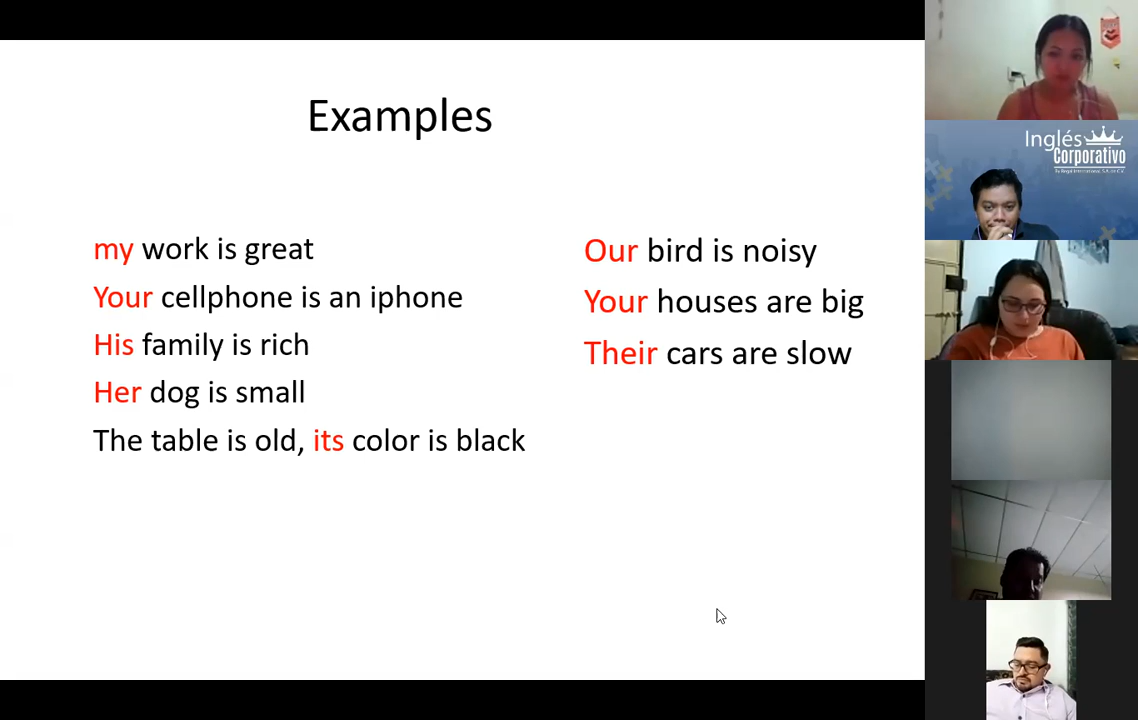 Examples
my work is great
Your cellphone is an iphone
His family is rich
Her dog is small
The table is old, its color is black
Our bird is noisy
Your houses are big
Their cars are slow
Inglés
Corporativo